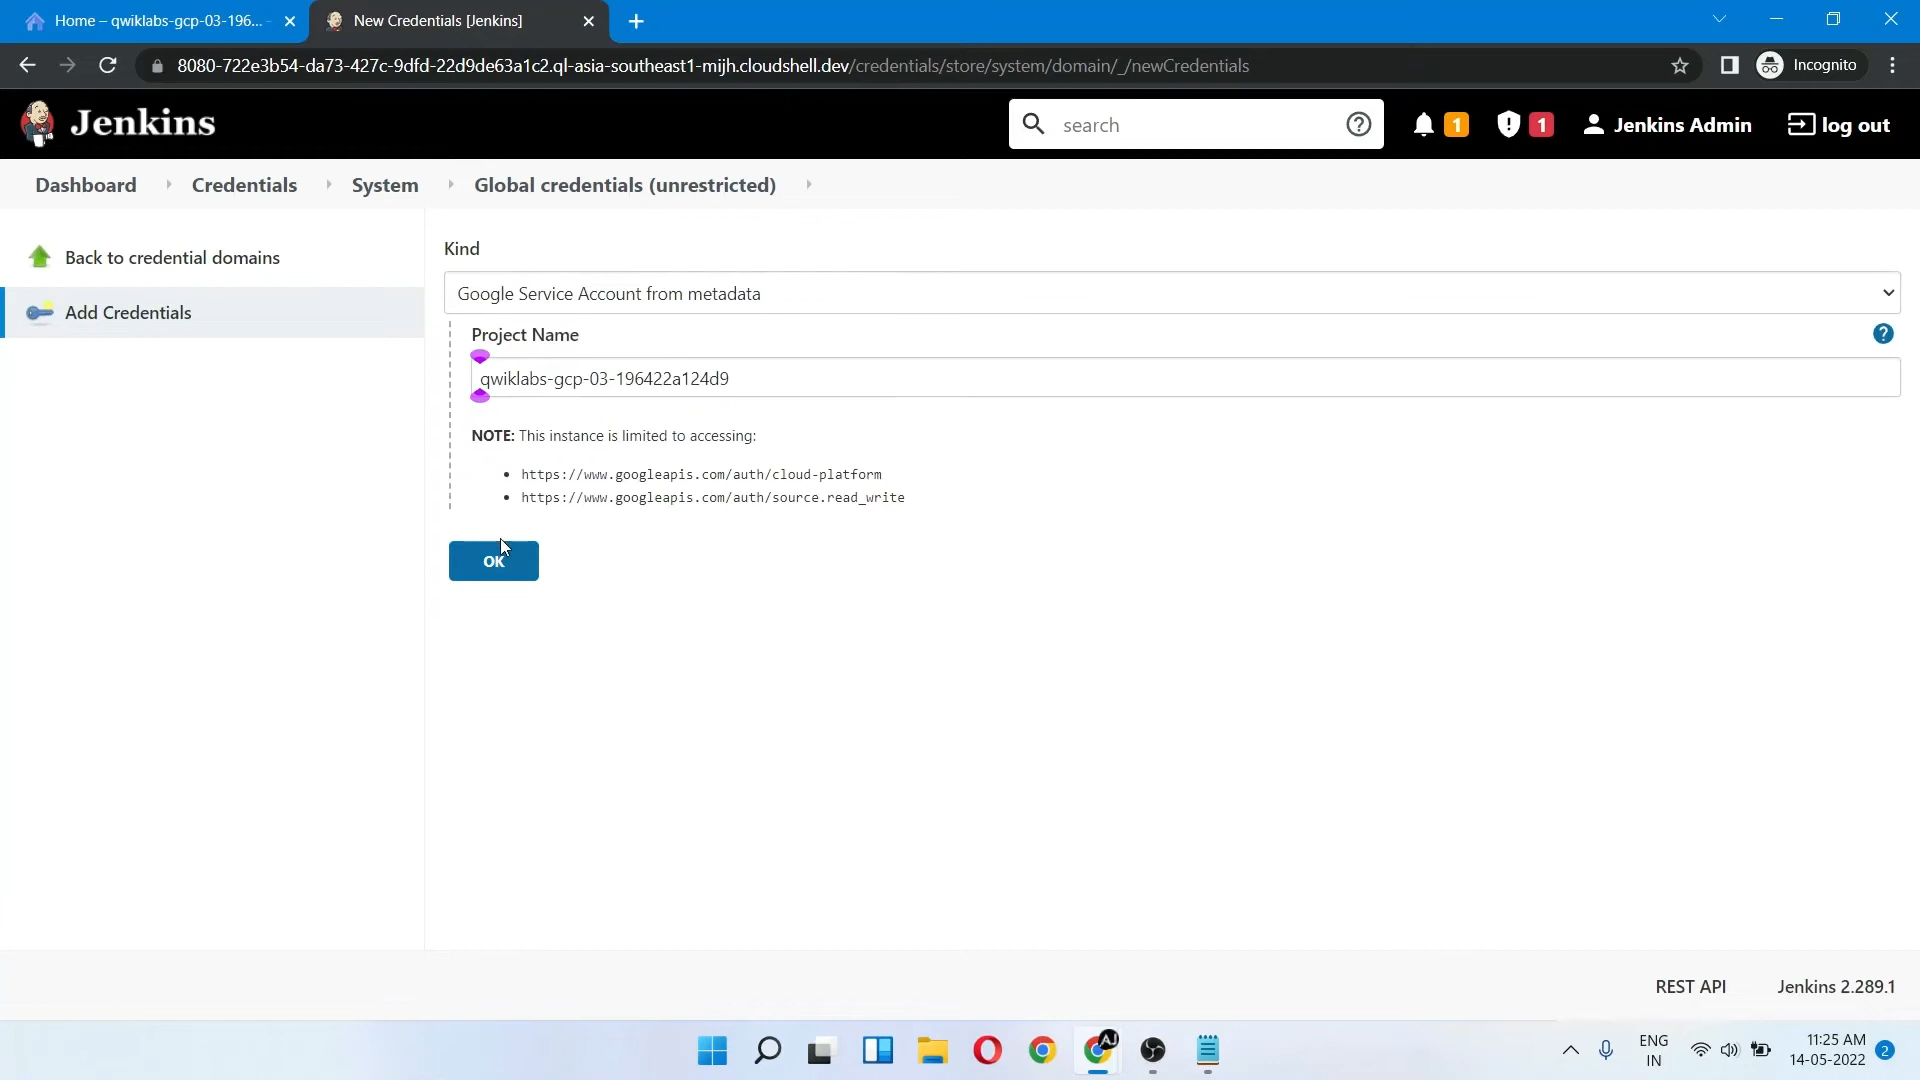 Home – qwiklabs-gcp-03-196...
New Credentials [Jenkins]
8080-722e3b54-da73-427c-9dfd-22d9de63a1c2.ql-asia-southeast1-mijh.cloudshell.dev/credentials/store/system/domain/_/newCredentials
Incognito
Jenkins
search
1
1
Jenkins Admin
log out
Dashboard
Credentials
System
Global credentials (unrestricted)
Back to credential domains
Add Credentials
Kind
Google Service Account from metadata
Project Name
qwiklabs-gcp-03-196422a124d9
NOTE: This instance is limited to accessing:
https://www.googleapis.com/auth/cloud-platform
https://www.googleapis.com/auth/source.read_write
OK
REST API
Jenkins 2.289.1
AJ
ENG
IN
11:25 AM
14-05-2022
2